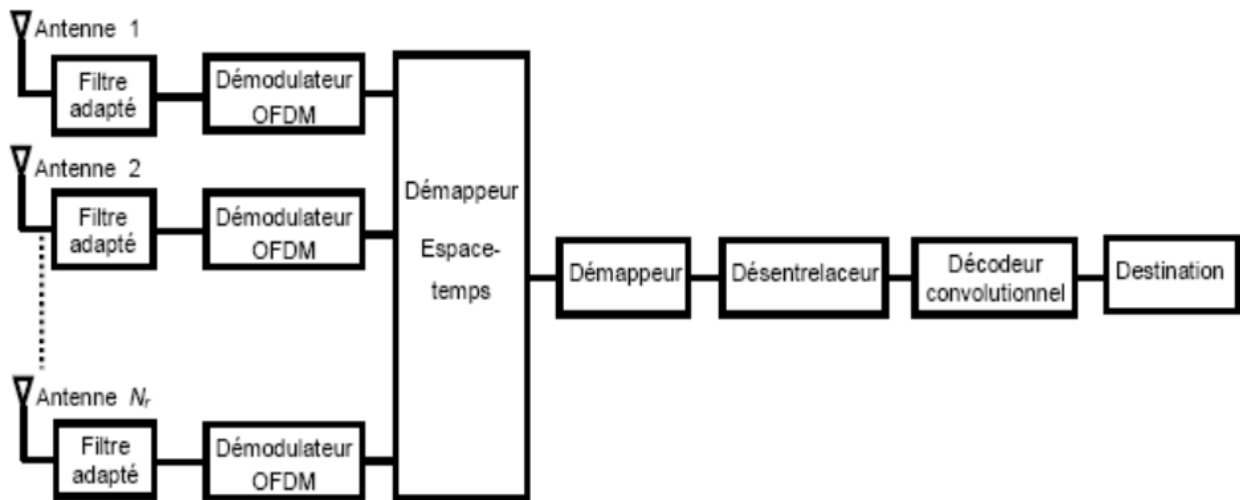 Antenne 1
Filtre
adapté
Démodulateur
OFDM
Antenne 2
Filtre
adapté
Démodulateur
OFDM
Antenne Nr
Filtre
adapté
Démodulateur
OFDM
Démappeur
Espace-
temps
Démappeur
Désentrelaceur
Décodeur
convolutionnel
Destination